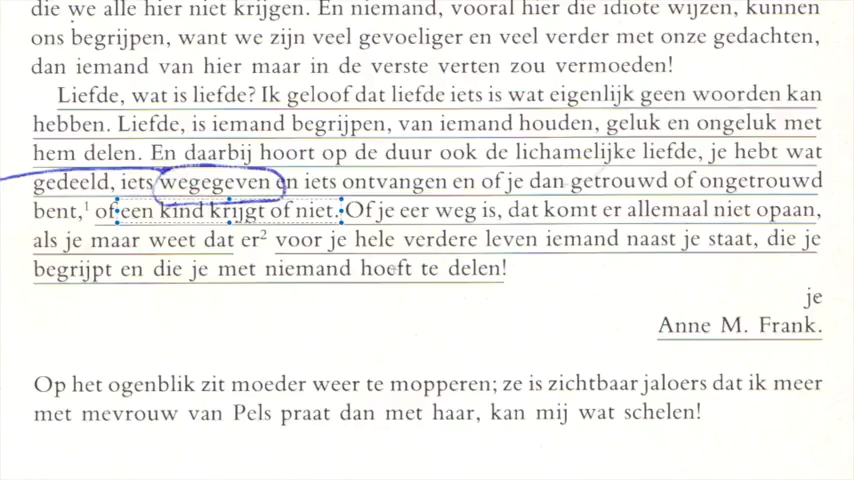 die we alle hier niet krijgen. En niemand, vooral hier die idiote wijzen, kunnen
ons begrijpen, want we zijn veel gevoeliger en veel verder met onze gedachten,
dan iemand van hier maar in de verste verten zou vermoeden!
Liefde, wat is liefde? Ik geloof dat liefde iets is wat eigenlijk geen woorden kan
hebben. Liefde, is iemand begrijpen, van iemand houden, geluk en ongeluk met
hem delen. En daarbij hoort op de duur ook de lichamelijke liefde, je hebt wat
gedeeld, iets wegegeven en iets ontvangen en of je dan getrouwd of ongetrouwd
bent,¹ of een kind krijgt of niet. Of je eer weg is, dat komt er allemaal niet opaan,
als je maar weet dat er² voor je hele verdere leven iemand naast je staat, die je
begrijpt en die je met niemand hoeft te delen!
je
Anne M. Frank.
Op het ogenblik zit moeder weer te mopperen; ze is zichtbaar jaloers dat ik meer
met mevrouw van Pels praat dan met haar, kan mij wat schelen!